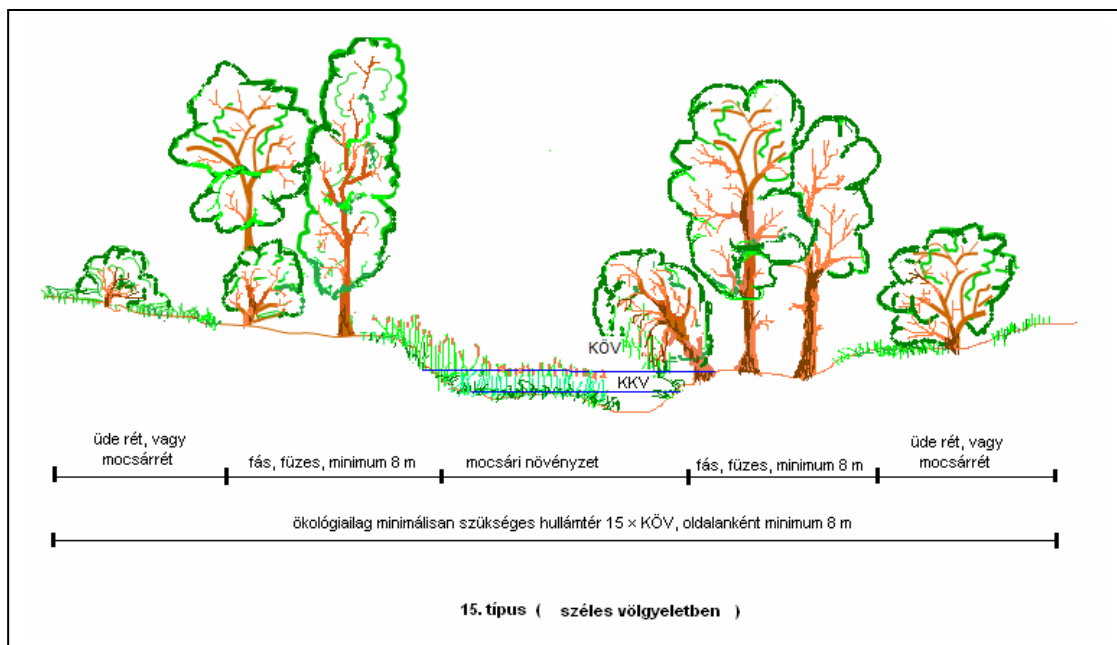 KÖV
KKV
üde rét, vagy
mocsárrét
fás, füzes, minimum 8 m
mocsári növényzet
fás, füzes, minimum 8 m
üde rét, vagy
mocsárrét
ökológiailag minimálisan szükséges hullámtér 15 × KÖV, oldalanként minimum 8 m
15. típus ( széles völgyeletben )